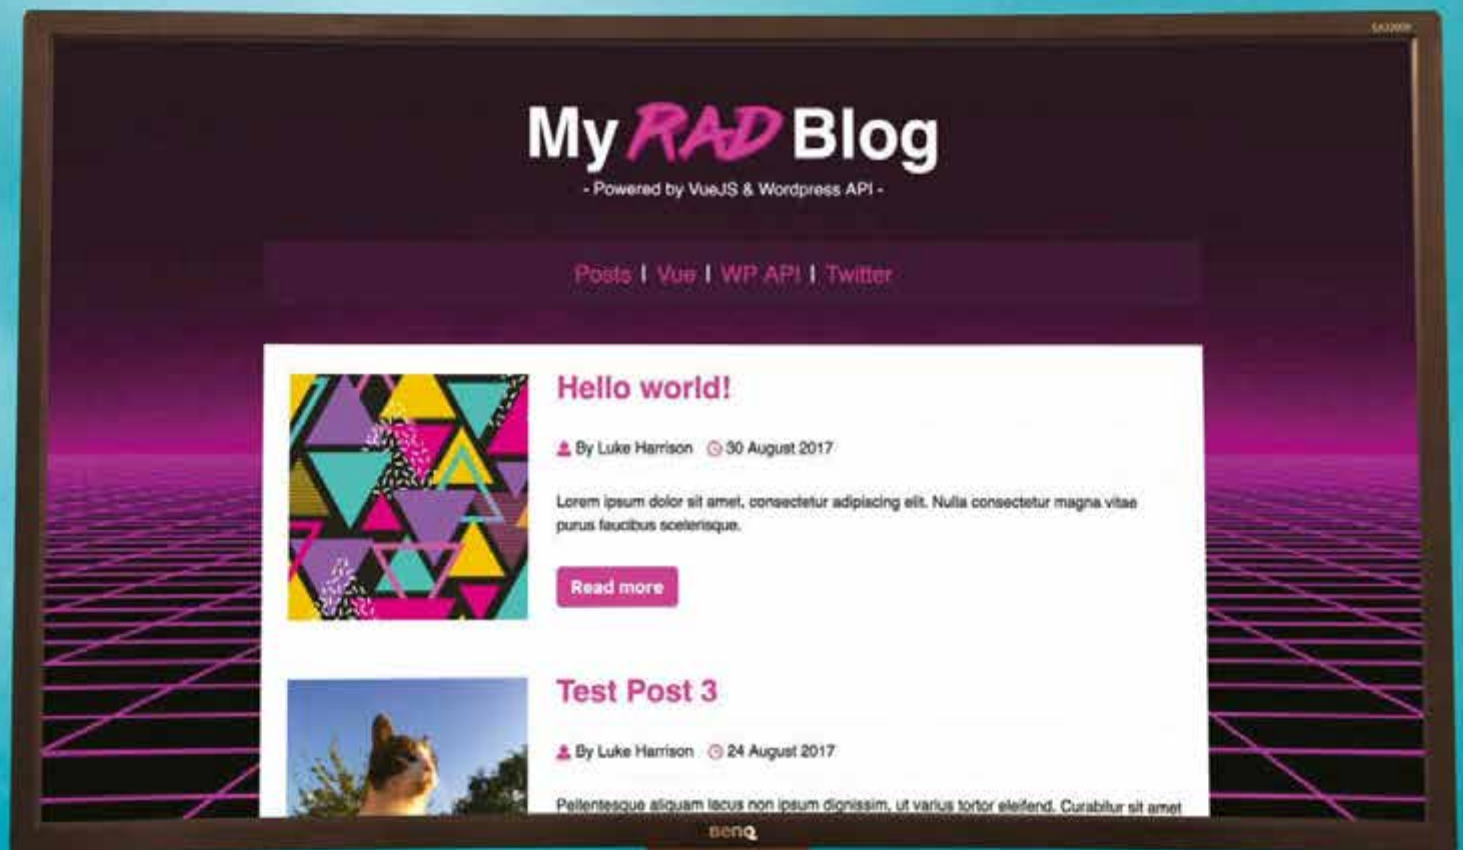 My RAD Blog
- Powered by VueJS & Wordpress API -
Posts | Vue | WP API | Twitter
Hello world!
By Luke Harrison 30 August 2017
Lorem ipsum dolor sit amet, consectetur adipiscing elit. Nulla consectetur magna vitae
purus faucibus scelerisque.
Read more
Test Post 3
By Luke Harrison 24 August 2017
Pellentesque aliquam lacus non ipsum dignissim, ut varius tortor eleifend. Curabitur sit amet
BenQ